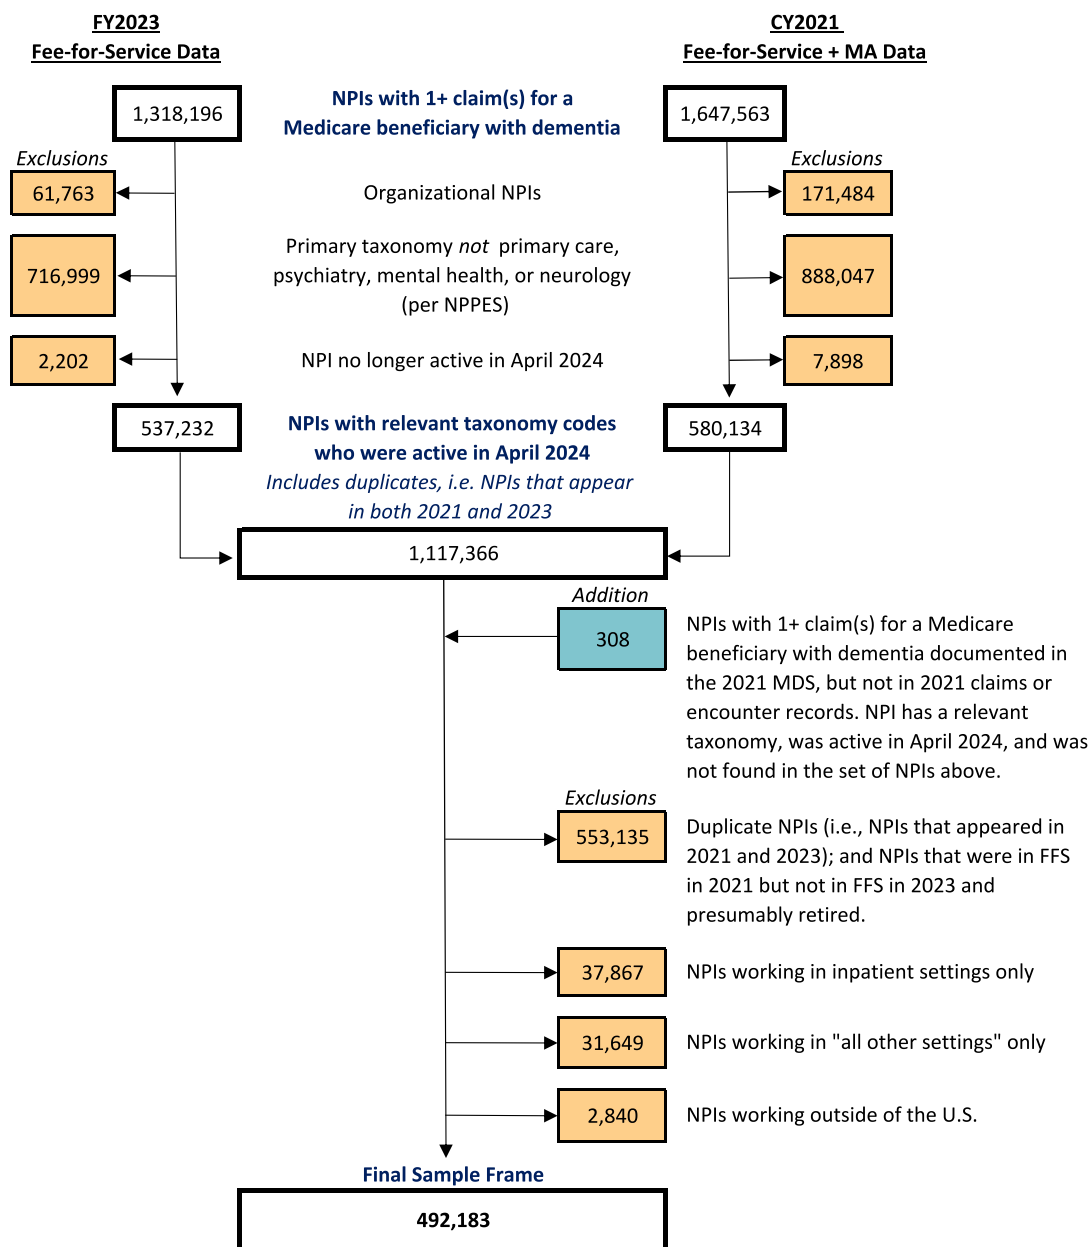 FY2023
Fee-for-Service Data
CY2021
Fee-for-Service + MA Data
1,318,196
NPIs with 1+ claim(s) for a
Medicare beneficiary with dementia
1,647,563
Exclusions
Exclusions
61,763
Organizational NPIs
171,484
716,999
Primary taxonomy not primary care,
psychiatry, mental health, or neurology
(per NPPES)
888,047
2,202
NPI no longer active in April 2024
7,898
537,232
NPIs with relevant taxonomy codes
who were active in April 2024
Includes duplicates, i.e. NPIs that appear
in both 2021 and 2023
580,134
1,117,366
Addition
308
NPIs with 1+ claim(s) for a Medicare
beneficiary with dementia documented in
the 2021 MDS, but not in 2021 claims or
encounter records. NPI has a relevant
taxonomy, was active in April 2024, and was
not found in the set of NPIs above.
Exclusions
553,135
Duplicate NPIs (i.e., NPIs that appeared in
2021 and 2023); and NPIs that were in FFS
in 2021 but not in FFS in 2023 and
presumably retired.
37,867
NPIs working in inpatient settings only
31,649
NPIs working in "all other settings" only
2,840
NPIs working outside of the U.S.
Final Sample Frame
492,183